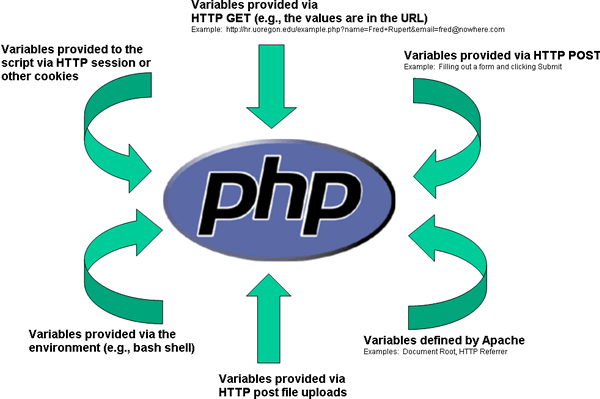 Variables provided via
HTTP GET (e.g., the values are in the URL)
Example: http://hr.uoregon.edu/example.php?name=Fred+Rupert&email=fred@nowhere.com
Variables provided to the
script via HTTP session or
other cookies
Variables provided via HTTP POST
Example: Filling out a form and clicking Submit
php
Variables provided via the
environment (e.g., bash shell)
Variables defined by Apache
Examples: Document Root, HTTP Referrer
Variables provided via
HTTP post file uploads